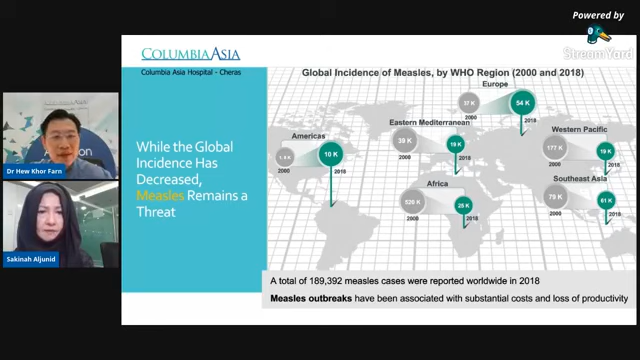 Powered by
StreamYard
COLUMBIAASIA
Columbia Asia Hospital - Cheras
While the Global
Incidence Has
Decreased,
Measles Remains a
Threat
Global Incidence of Measles, by WHO Region (2000 and 2018)
Europe
37 K
2000
54 K
2018
Eastern Mediterranean
39 K
2000
19 K
2018
Western Pacific
177 K
2000
19 K
2018
Americas
2000
10 K
2018
Africa
520 K
2000
25 K
2018
Southeast Asia
79 K
2000
61 K
2018
A total of 189,392 measles cases were reported worldwide in 2018
Measles outbreaks have been associated with substantial costs and loss of productivity
Dr Hew Khor Farn
Sakinah Aljunid